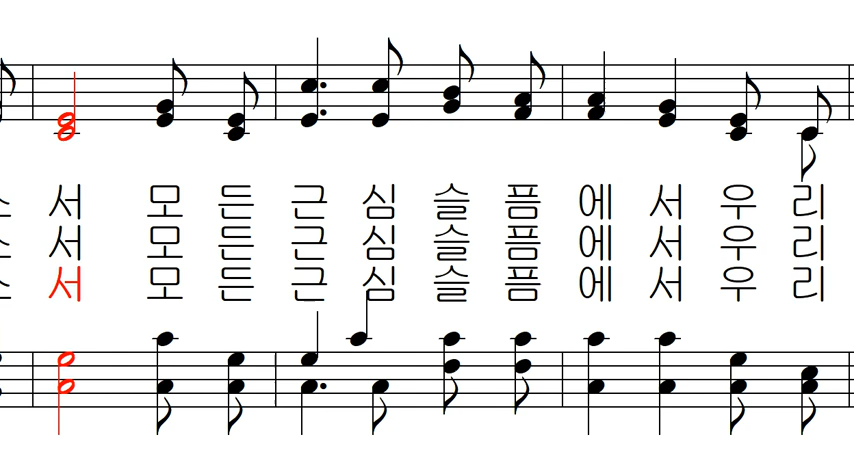 서 모 든 근 심 슬 픔 에 서 우 리
서 모 든 근 심 슬 픔 에 서 우 리
서 모 든 근 심 슬 픔 에 서 우 리